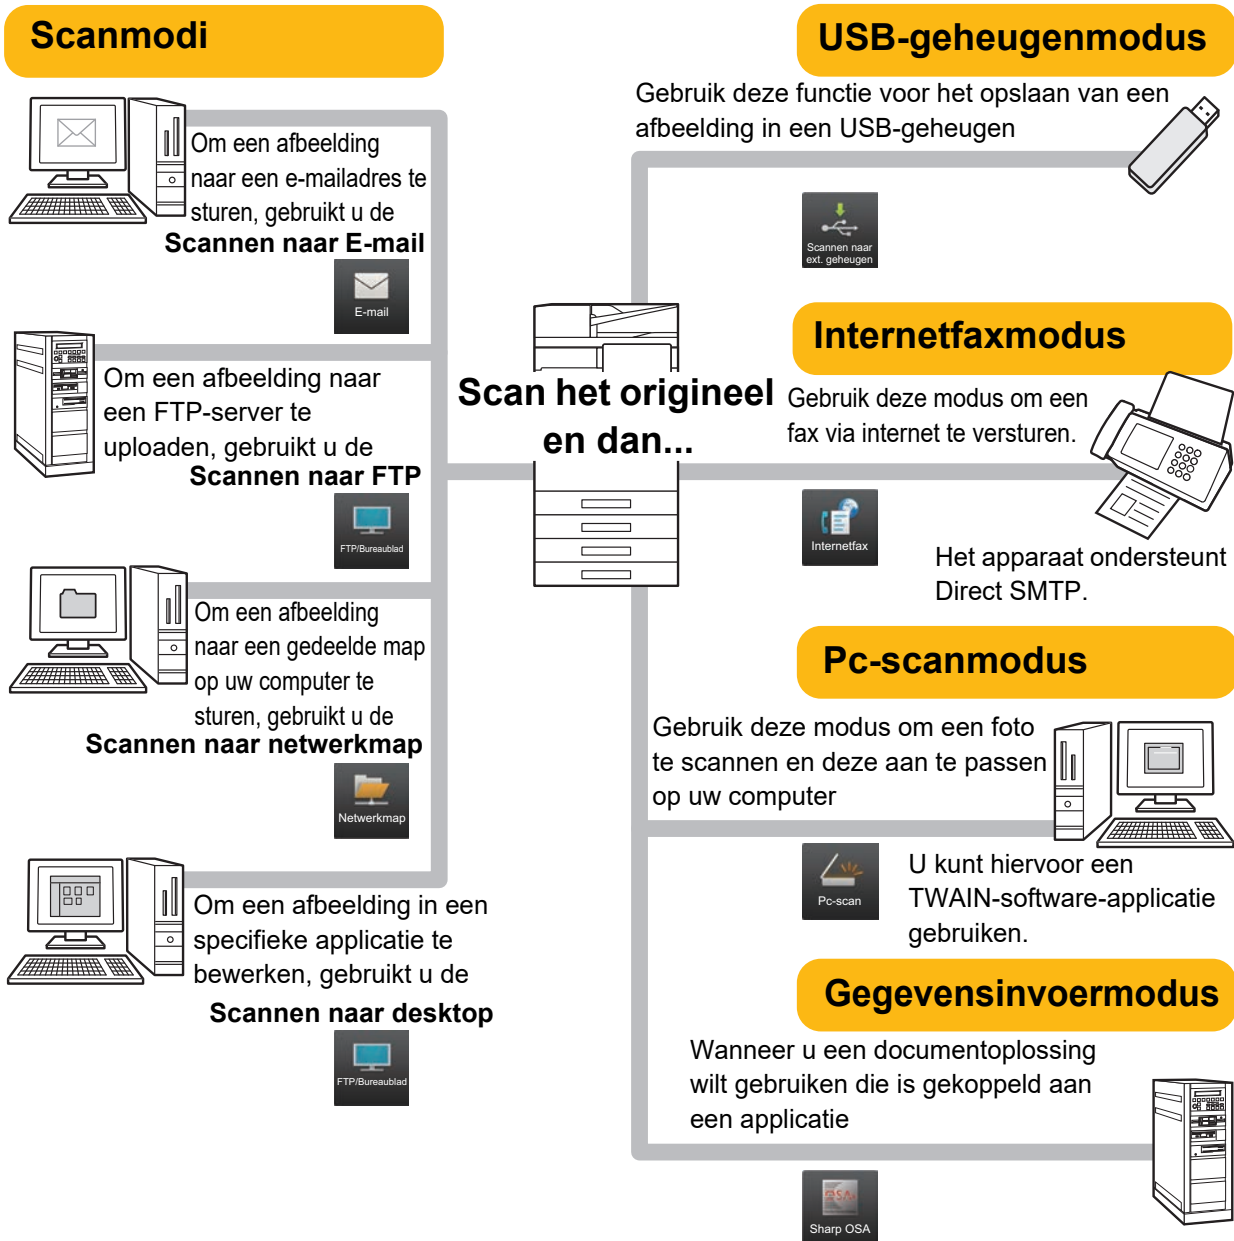 Scanmodi
Om een afbeelding
naar een e-mailadres te
sturen, gebruikt u de
Scannen naar E-mail
E-mail
Om een afbeelding naar
een FTP-server te
uploaden, gebruikt u de
Scannen naar FTP
FTP/Bureaublad
Om een afbeelding
naar een gedeelde map
op uw computer te
sturen, gebruikt u de
Scannen naar netwerkmap
Netwerkmap
Om een afbeelding in een
specifieke applicatie te
bewerken, gebruikt u de
Scannen naar desktop
FTP/Bureaublad
Scan het origineel
en dan...
USB-geheugenmodus
Gebruik deze functie voor het opslaan van een
afbeelding in een USB-geheugen
Scannen naar
ext. geheugen
Internetfaxmodus
Gebruik deze modus om een
fax via internet te versturen.
Internetfax
Het apparaat ondersteunt
Direct SMTP.
Pc-scanmodus
Gebruik deze modus om een foto
te scannen en deze aan te passen
op uw computer
Pc-scan
U kunt hiervoor een
TWAIN-software-applicatie
gebruiken.
Gegevensinvoermodus
Wanneer u een documentoplossing
wilt gebruiken die is gekoppeld aan
een applicatie
OSA
Sharp OSA